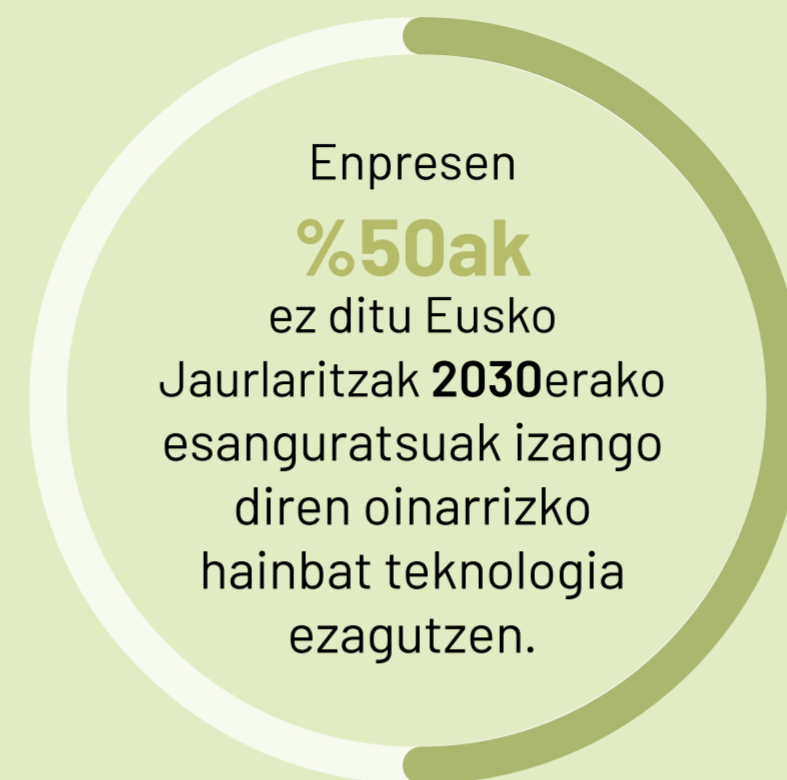 Enpresen
%50ak
ez ditu Eusko
Jaurlaritzak 2030erako
esanguratsuak izango
diren oinarrizko
hainbat teknologia
ezagutzen.